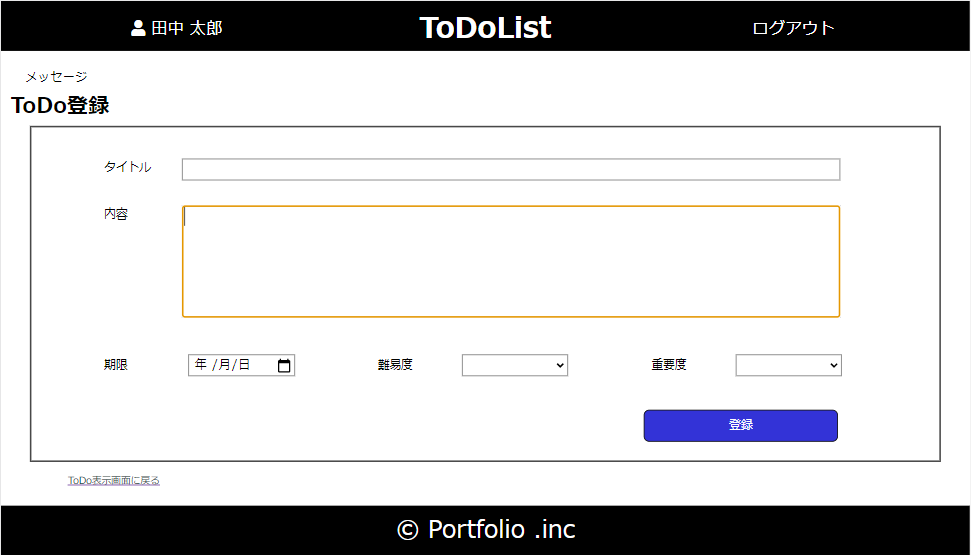 田中 太郎 ToDoList ログアウト
メッセージ
ToDo登録
タイトル
内容
期限 年 /月/日 難易度 重要度
登録
ToDo表示画面に戻る
© Portfolio .inc